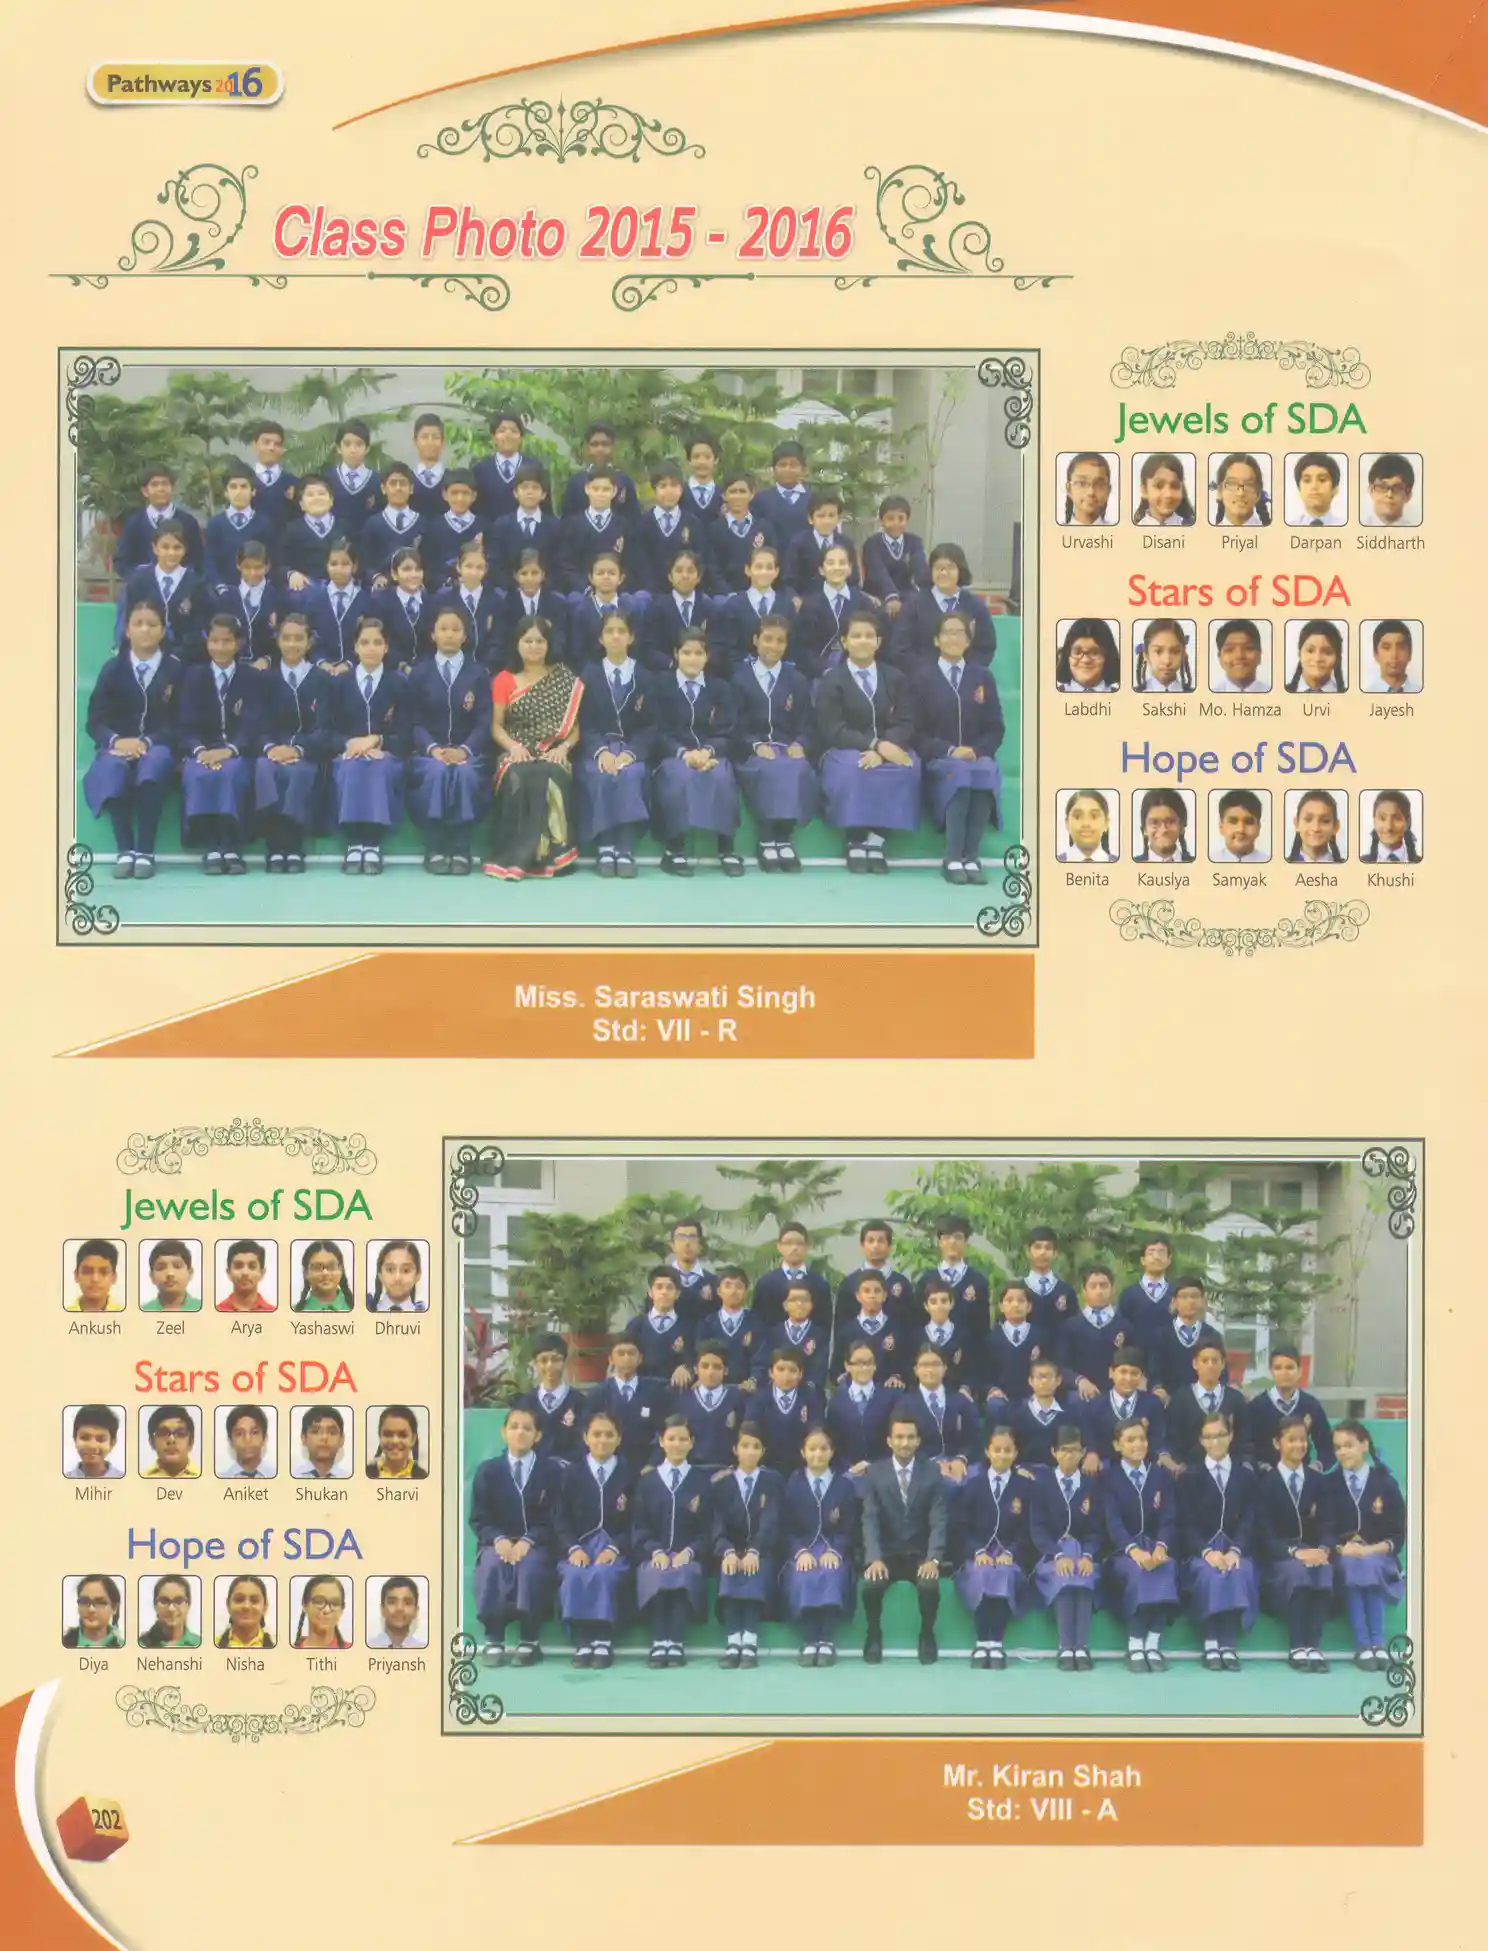 Pathways 2016
Class Photo 2015 - 2016
Jewels of SDA
Urvashi Disani Priyal Darpan Siddharth
Stars of SDA
Labdhi Sakshi Mo. Hamza Urvi Jayesh
Hope of SDA
Benita Kauslya Samyak Aesha Khushi
Miss. Saraswati Singh
Std: VII - R
Jewels of SDA
Ankush Zeel Arya Yashaswi Dhruvi
Stars of SDA
Mihir Dev Aniket Shukan Sharvi
Hope of SDA
Diya Nehanshi Nisha Tithi Priyansh
Mr. Kiran Shah
Std: VIII - A
202